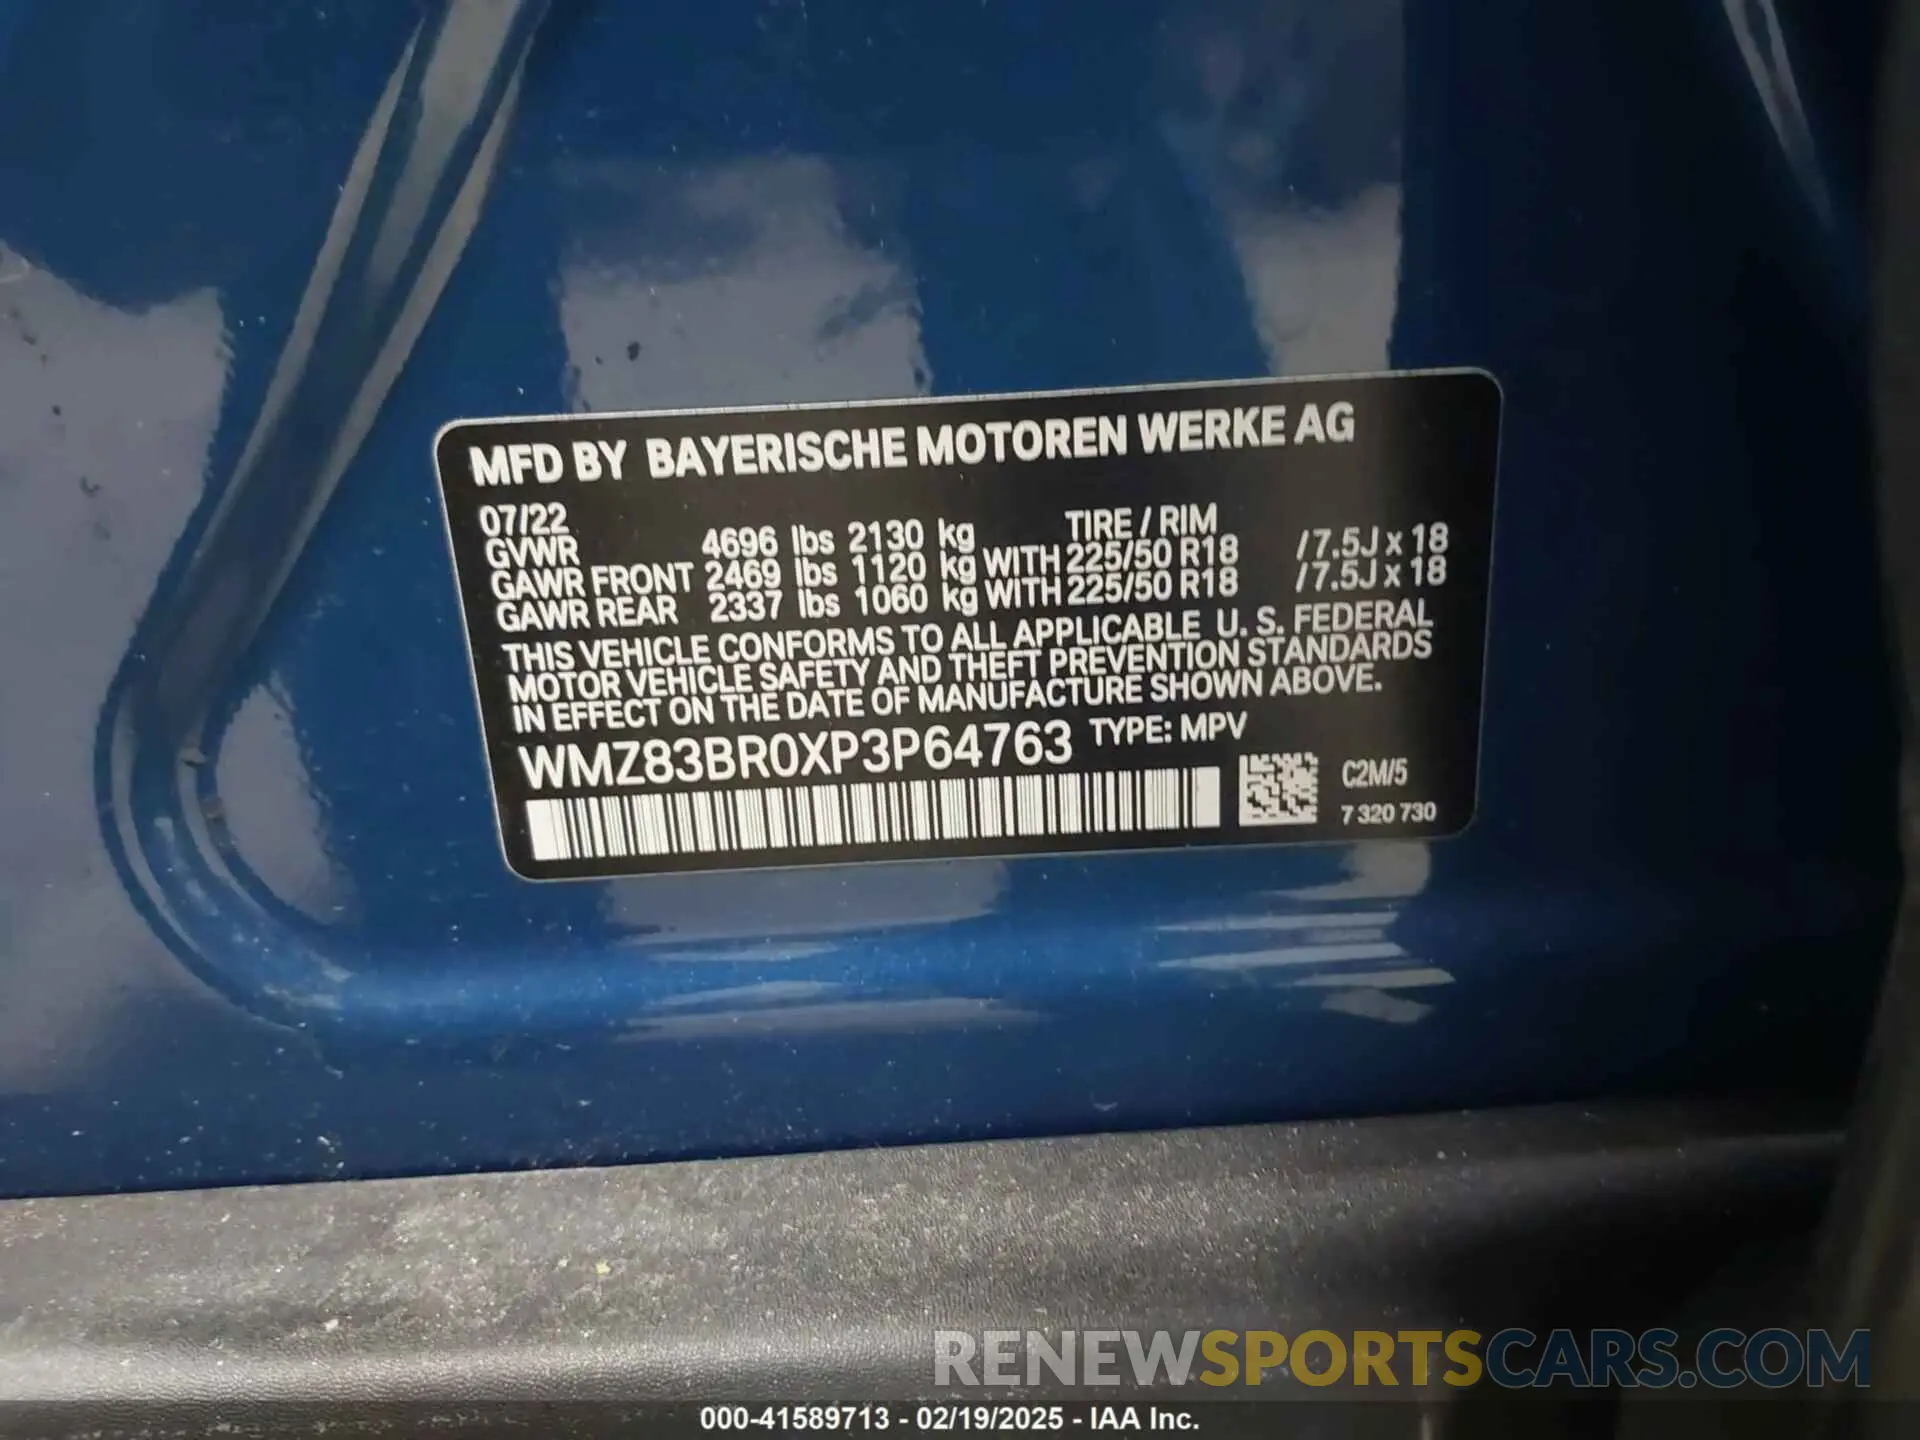 MFD BY BAYERISCHE MOTOREN WERKE AG
07/22 TIRE / RIM
GVWR 4696 lbs 2130 kg
GAWR FRONT 2469 lbs 1120 kg WITH 225/50 R18 / 7.5J x 18
GAWR REAR 2337 lbs 1060 kg WITH 225/50 R18 / 7.5J x 18
THIS VEHICLE CONFORMS TO ALL APPLICABLE U. S. FEDERAL
MOTOR VEHICLE SAFETY AND THEFT PREVENTION STANDARDS
IN EFFECT ON THE DATE OF MANUFACTURE SHOWN ABOVE.
WMZ83BR0XP3P64763 TYPE: MPV
C2M/5
7 320 730
RENEWSPORTSCARS.COM
000-41589713 - 02/19/2025 - IAA Inc.